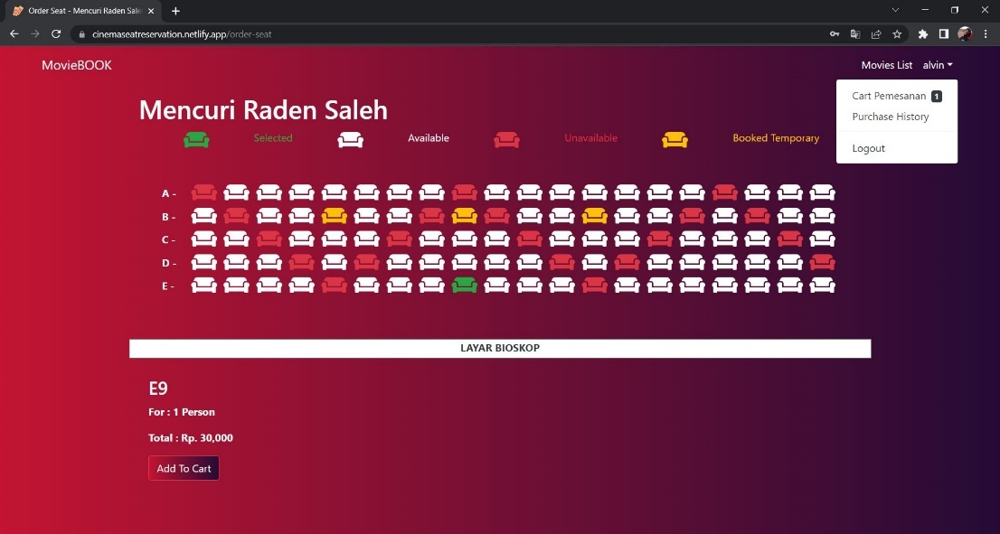 Order Seat - Mencuri Raden Sale
cinemaseatreservation.netlify.app/order-seat
MovieBOOK
Movies List alvin
Cart Pemesanan 1
Purchase History
Logout
Mencuri Raden Saleh
Selected Available Unavailable Booked Temporary
A -
B -
C -
D -
E -
LAYAR BIOSKOP
E9
For : 1 Person
Total : Rp. 30,000
Add To Cart